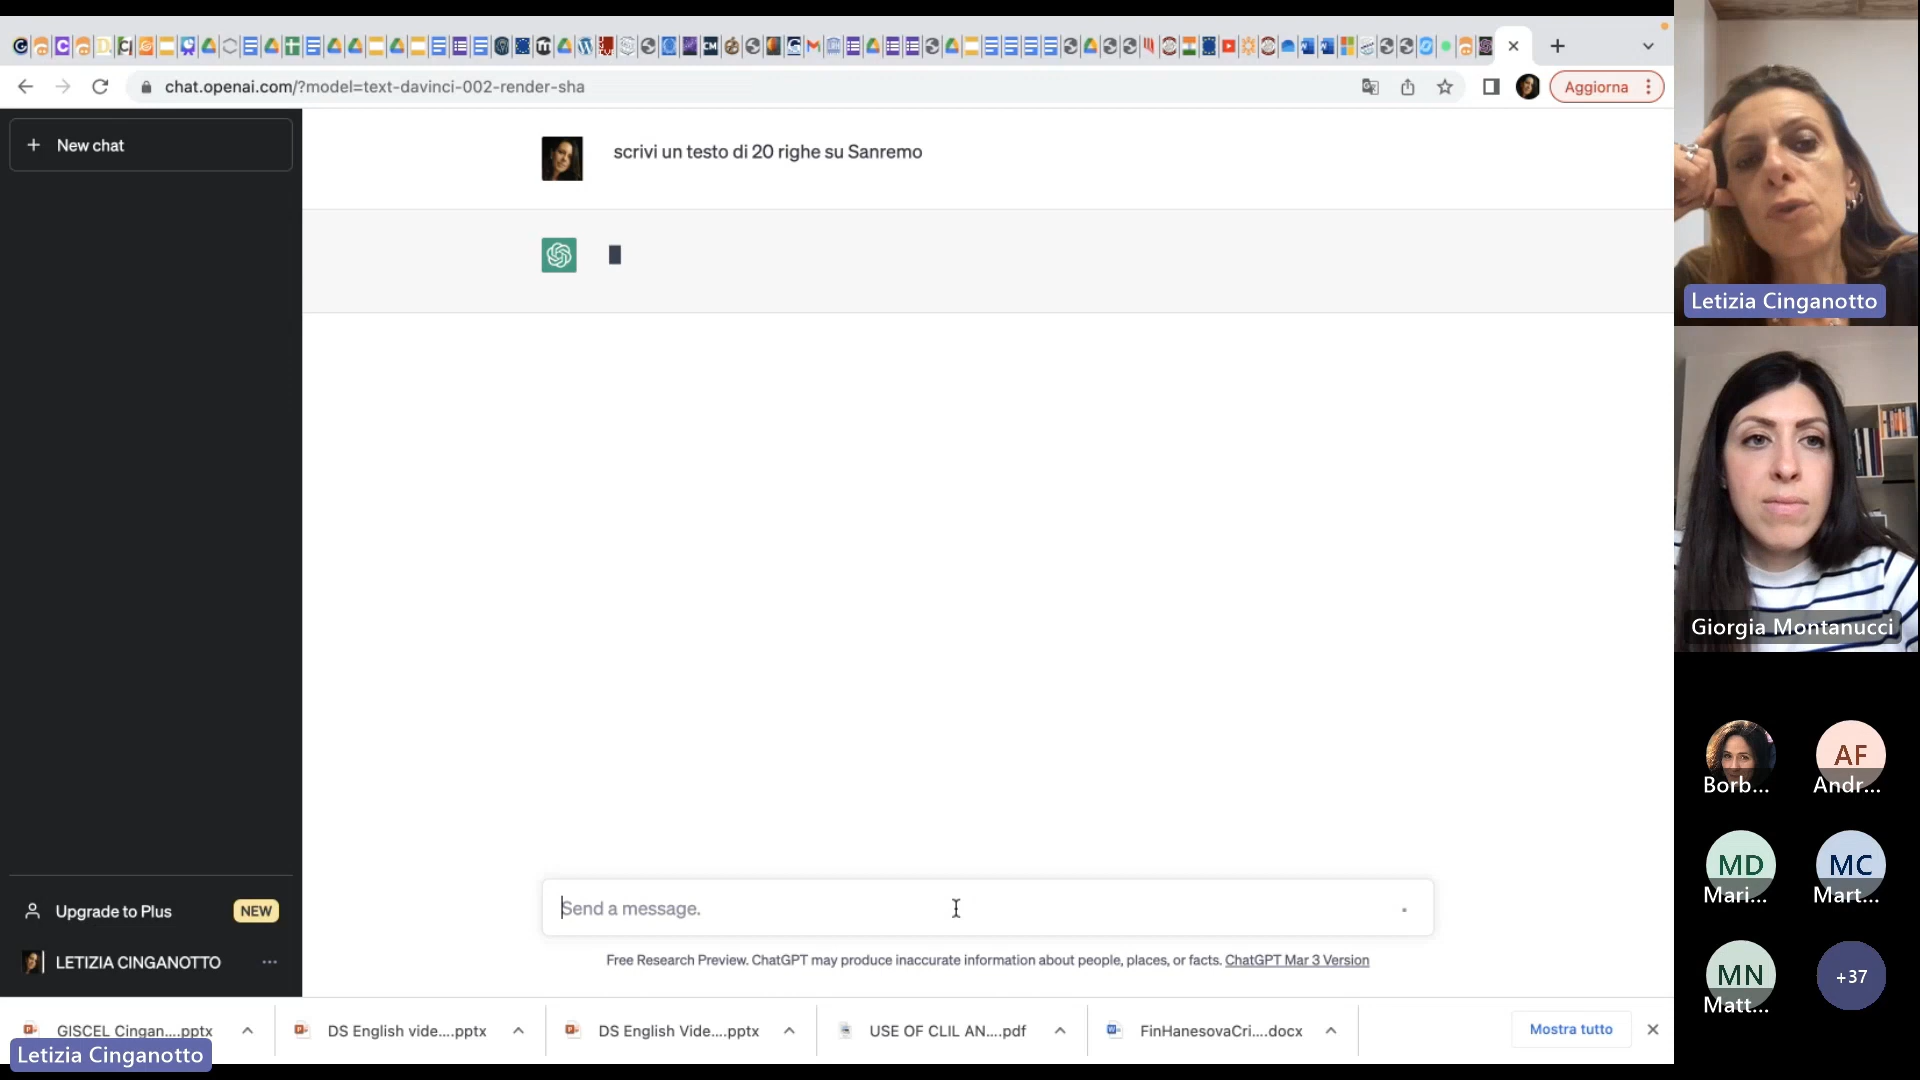 chat.openai.com/?model=text-davinci-002-render-sha
Aggiorna
New chat
scrivi un testo di 20 righe su Sanremo
Send a message.
Free Research Preview. ChatGPT may produce inaccurate information about people, places, or facts. ChatGPT Mar 3 Version
Upgrade to Plus
NEW
LETIZIA CINGANOTTO
GISCEL Cingan....pptx
DS English vide....pptx
DS English Vide....pptx
USE OF CLIL AN....pdf
FinHanesovaCri....docx
Mostra tutto
Letizia Cinganotto
Letizia Cinganotto
Giorgia Montanucci
Borb...
AF
Andr...
MD
Mari...
MC
Mart...
MN
Matt...
+37